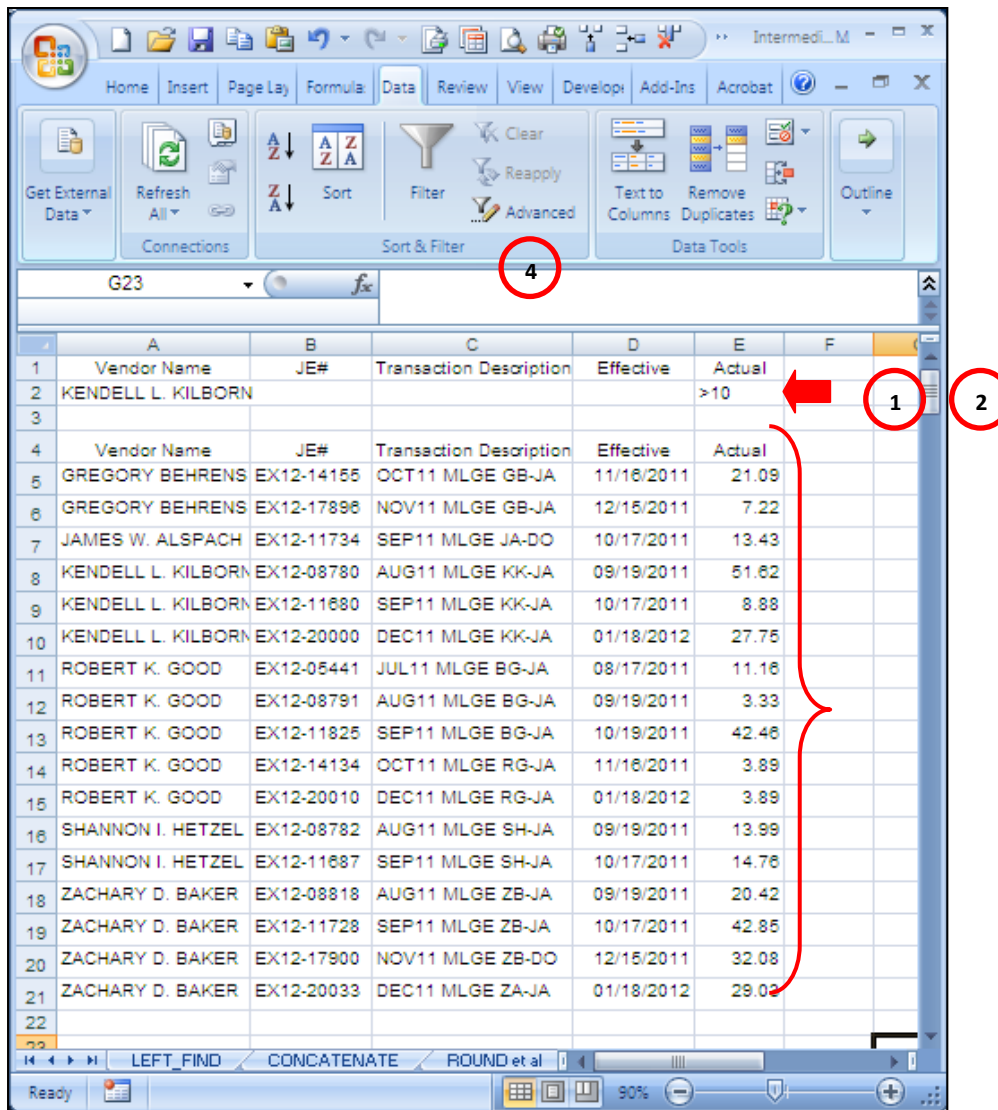 Intermedi... M
Home Insert Page Lay Formula: Data Review View Develop Add-Ins Acrobat
Get External Data
Refresh All
Connections
Sort
Filter
Clear
Reapply
Advanced
Sort & Filter
Text to Columns
Remove Duplicates
Data Tools
Outline
4
G23 fx
A B C D E F
1 Vendor Name JE# Transaction Description Effective Actual
2 KENDELL L. KILBORN >10 1 2
3
4 Vendor Name JE# Transaction Description Effective Actual
5 GREGORY BEHRENS EX12-14155 OCT11 MLGE GB-JA 11/16/2011 21.09
6 GREGORY BEHRENS EX12-17896 NOV11 MLGE GB-JA 12/15/2011 7.22
7 JAMES W. ALSPACH EX12-11734 SEP11 MLGE JA-DO 10/17/2011 13.43
8 KENDELL L. KILBORN EX12-08780 AUG11 MLGE KK-JA 09/19/2011 51.62
9 KENDELL L. KILBORN EX12-11680 SEP11 MLGE KK-JA 10/17/2011 8.88
10 KENDELL L. KILBORN EX12-20000 DEC11 MLGE KK-JA 01/18/2012 27.75
11 ROBERT K. GOOD EX12-05441 JUL11 MLGE BG-JA 08/17/2011 11.16
12 ROBERT K. GOOD EX12-08791 AUG11 MLGE BG-JA 09/19/2011 3.33
13 ROBERT K. GOOD EX12-11825 SEP11 MLGE BG-JA 10/19/2011 42.46
14 ROBERT K. GOOD EX12-14134 OCT11 MLGE RG-JA 11/16/2011 3.89
15 ROBERT K. GOOD EX12-20010 DEC11 MLGE RG-JA 01/18/2012 3.89
16 SHANNON I. HETZEL EX12-08782 AUG11 MLGE SH-JA 09/19/2011 13.99
17 SHANNON I. HETZEL EX12-11687 SEP11 MLGE SH-JA 10/17/2011 14.76
18 ZACHARY D. BAKER EX12-08818 AUG11 MLGE ZB-JA 09/19/2011 20.42
19 ZACHARY D. BAKER EX12-11728 SEP11 MLGE ZB-JA 10/17/2011 42.85
20 ZACHARY D. BAKER EX12-17900 NOV11 MLGE ZB-DO 12/15/2011 32.08
21 ZACHARY D. BAKER EX12-20033 DEC11 MLGE ZA-JA 01/18/2012 29.03
22
LEFT_FIND CONCATENATE ROUND et al
Ready 90%